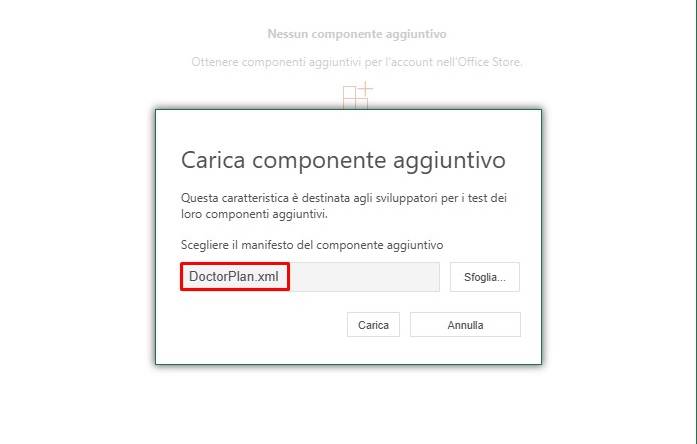 Nessun componente aggiuntivo
Ottenere componenti aggiuntivi per l'account nell'Office Store.
Carica componente aggiuntivo
Questa caratteristica è destinata agli sviluppatori per i test dei
loro componenti aggiuntivi.
Scegliere il manifesto del componente aggiuntivo
DoctorPlan.xml
Sfoglia...
Carica
Annulla